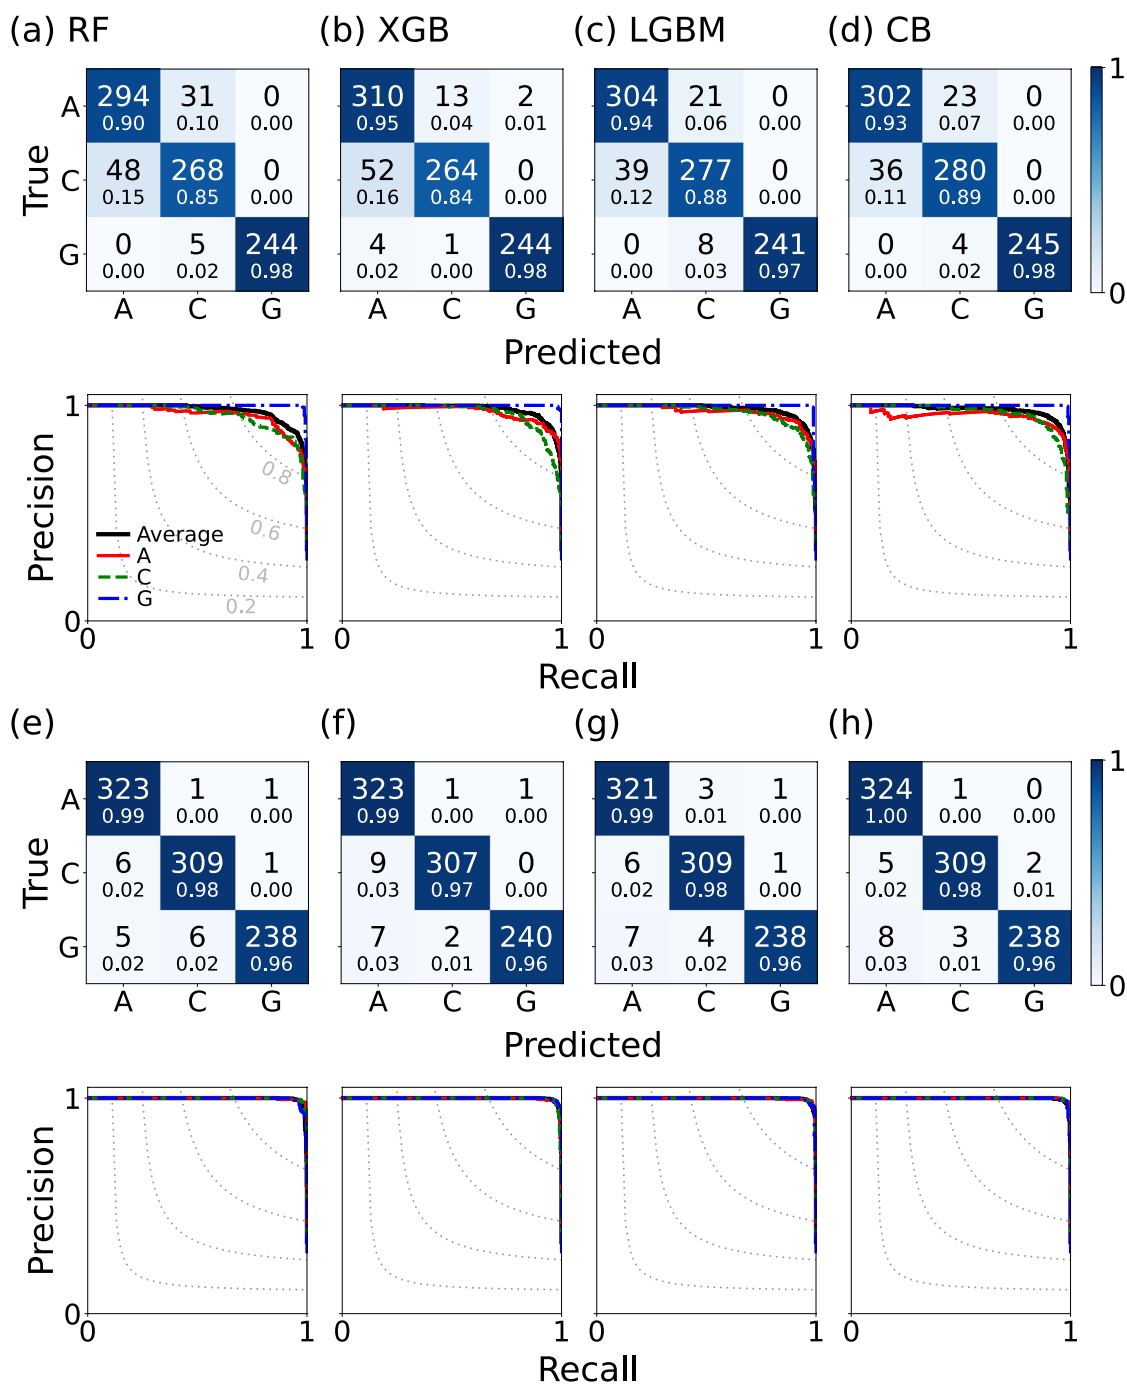 (a) RF (b) XGB (c) LGBM (d) CB
A 294 31 0 310 13 2 304 21 0 302 23 0 1
0.90 0.10 0.00 0.95 0.04 0.01 0.94 0.06 0.00 0.93 0.07 0.00
True
C 48 268 0 52 264 0 39 277 0 36 280 0
0.15 0.85 0.00 0.16 0.84 0.00 0.12 0.88 0.00 0.11 0.89 0.00
G 0 5 244 4 1 244 0 8 241 0 4 245
0.00 0.02 0.98 0.02 0.00 0.98 0.00 0.03 0.97 0.00 0.02 0.98 0
A C G A C G A C G A C G
Predicted
1
Precision
0.8
0.6
0.4
0.2
Average
A
C
G
0
0 1 0 1 0 1 0 1
Recall
(e) (f) (g) (h)
A 323 1 1 323 1 1 321 3 1 324 1 0 1
0.99 0.00 0.00 0.99 0.00 0.00 0.99 0.01 0.00 1.00 0.00 0.00
True
C 6 309 1 9 307 0 6 309 1 5 309 2
0.02 0.98 0.00 0.03 0.97 0.00 0.02 0.98 0.00 0.02 0.98 0.01
G 5 6 238 7 2 240 7 4 238 8 3 238
0.02 0.02 0.96 0.03 0.01 0.96 0.03 0.02 0.96 0.03 0.01 0.96 0
A C G A C G A C G A C G
Predicted
1
Precision
0
0 1 0 1 0 1 0 1
Recall